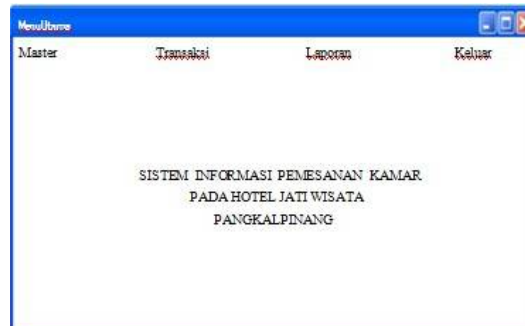 MenuUtama
Master Transaksi Laporan Keluar
SISTEM INFORMASI PEMESANAN KAMAR
PADA HOTEL JATI WISATA
PANGKALPINANG